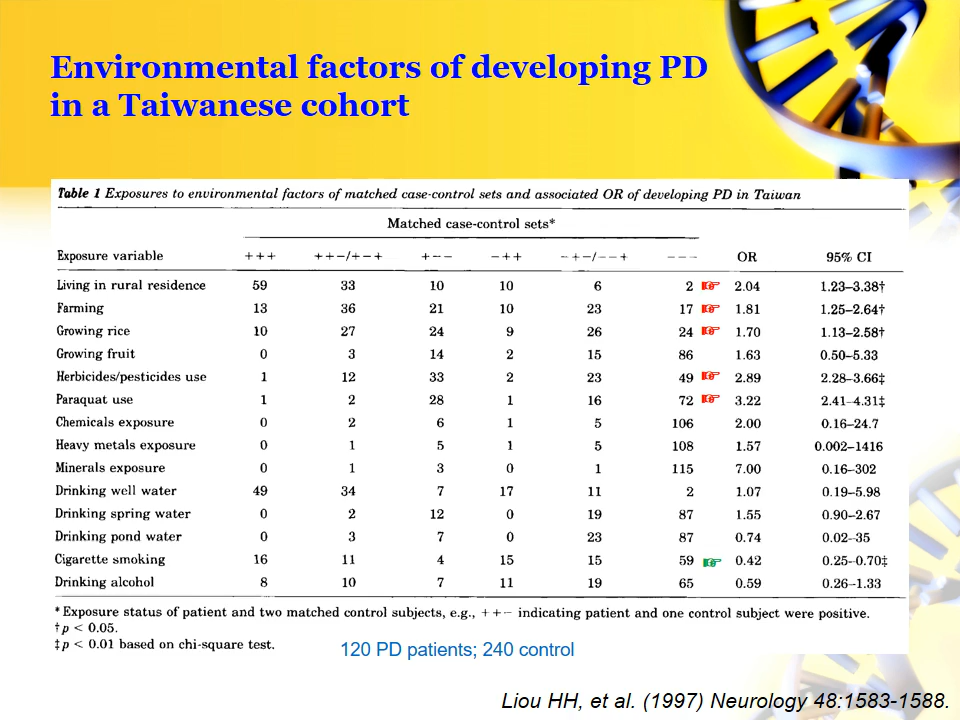 Environmental factors of developing PD
in a Taiwanese cohort
Table 1 Exposures to environmental factors of matched case-control sets and associated OR of developing PD in Taiwan
Matched case-control sets*
Exposure variable +++ ++−/+−+ +−− −++ −+−/−−+ −−− OR 95% CI
Living in rural residence 59 33 10 10 6 2 2.04 1.23–3.38†
Farming 13 36 21 10 23 17 1.81 1.25–2.64†
Growing rice 10 27 24 9 26 24 1.70 1.13–2.58†
Growing fruit 0 3 14 2 15 86 1.63 0.50–5.33
Herbicides/pesticides use 1 12 33 2 23 49 2.89 2.28–3.66‡
Paraquat use 1 2 28 1 16 72 3.22 2.41–4.31‡
Chemicals exposure 0 2 6 1 5 106 2.00 0.16–24.7
Heavy metals exposure 0 1 5 1 5 108 1.57 0.002–1416
Minerals exposure 0 1 3 0 1 115 7.00 0.16–302
Drinking well water 49 34 7 17 11 2 1.07 0.19–5.98
Drinking spring water 0 2 12 0 19 87 1.55 0.90–2.67
Drinking pond water 0 3 7 0 23 87 0.74 0.02–35
Cigarette smoking 16 11 4 15 15 59 0.42 0.25–0.70‡
Drinking alcohol 8 10 7 11 19 65 0.59 0.26–1.33
* Exposure status of patient and two matched control subjects, e.g., ++− indicating patient and one control subject were positive.
† p < 0.05.
‡ p < 0.01 based on chi-square test.
120 PD patients; 240 control
Liou HH, et al. (1997) Neurology 48:1583-1588.